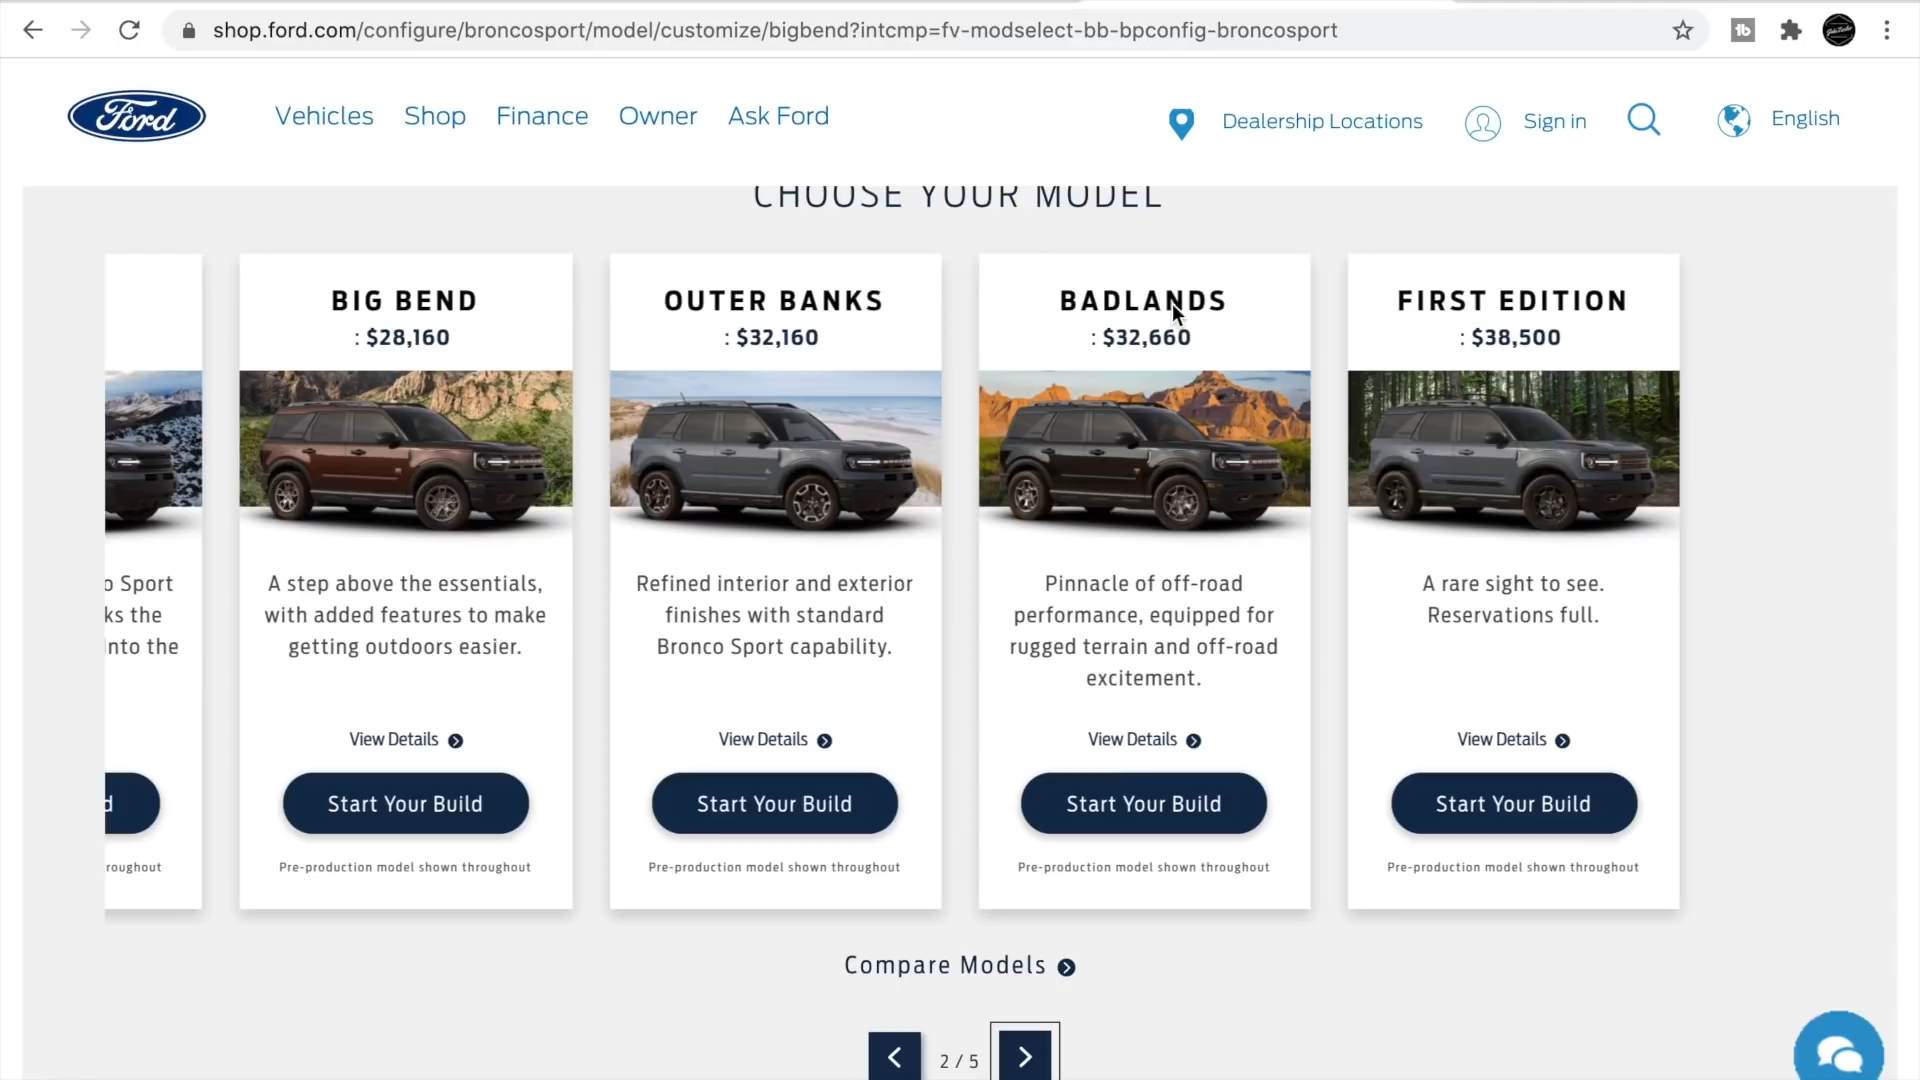 shop.ford.com/configure/broncosport/model/customize/bigbend?intcmp=fv-modselect-bb-bpconfig-broncosport
Ford
Vehicles
Shop
Finance
Owner
Ask Ford
Dealership Locations
Sign in
English
CHOOSE YOUR MODEL
o Sport
ks the
nto the
d
roughout
BIG BEND
: $28,160
A step above the essentials,
with added features to make
getting outdoors easier.
View Details
Start Your Build
Pre-production model shown throughout
OUTER BANKS
: $32,160
Refined interior and exterior
finishes with standard
Bronco Sport capability.
View Details
Start Your Build
Pre-production model shown throughout
BADLANDS
: $32,660
Pinnacle of off-road
performance, equipped for
rugged terrain and off-road
excitement.
View Details
Start Your Build
Pre-production model shown throughout
FIRST EDITION
: $38,500
A rare sight to see.
Reservations full.
View Details
Start Your Build
Pre-production model shown throughout
Compare Models
2 / 5